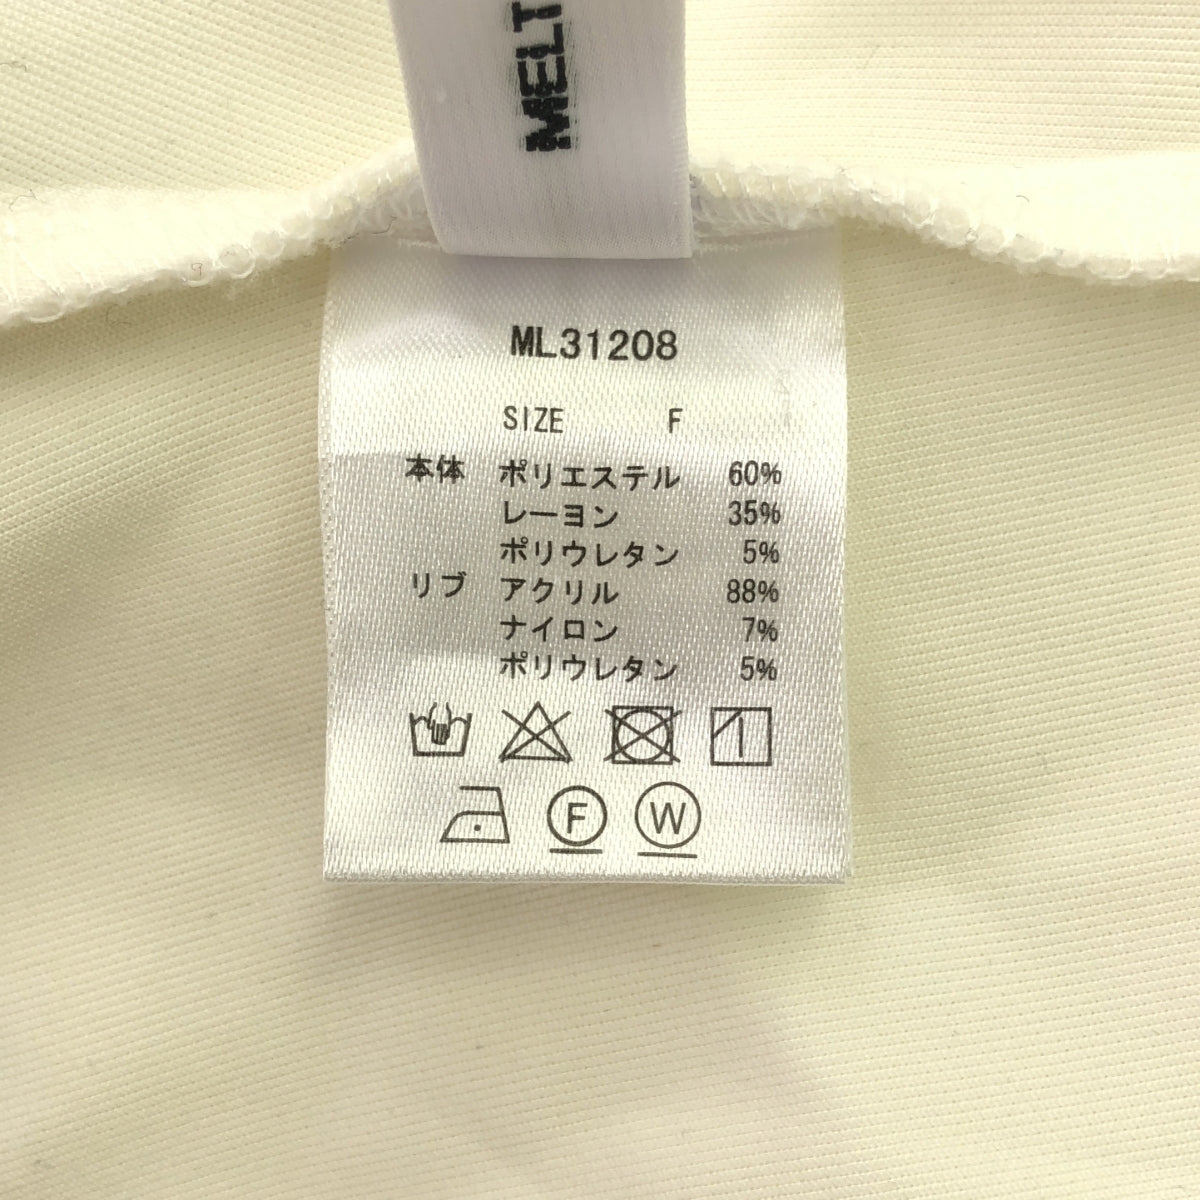 MELT
ML31208
SIZE F
本体 ポリエステル 60%
レーヨン 35%
ポリウレタン 5%
リブ アクリル 88%
ナイロン 7%
ポリウレタン 5%
F W